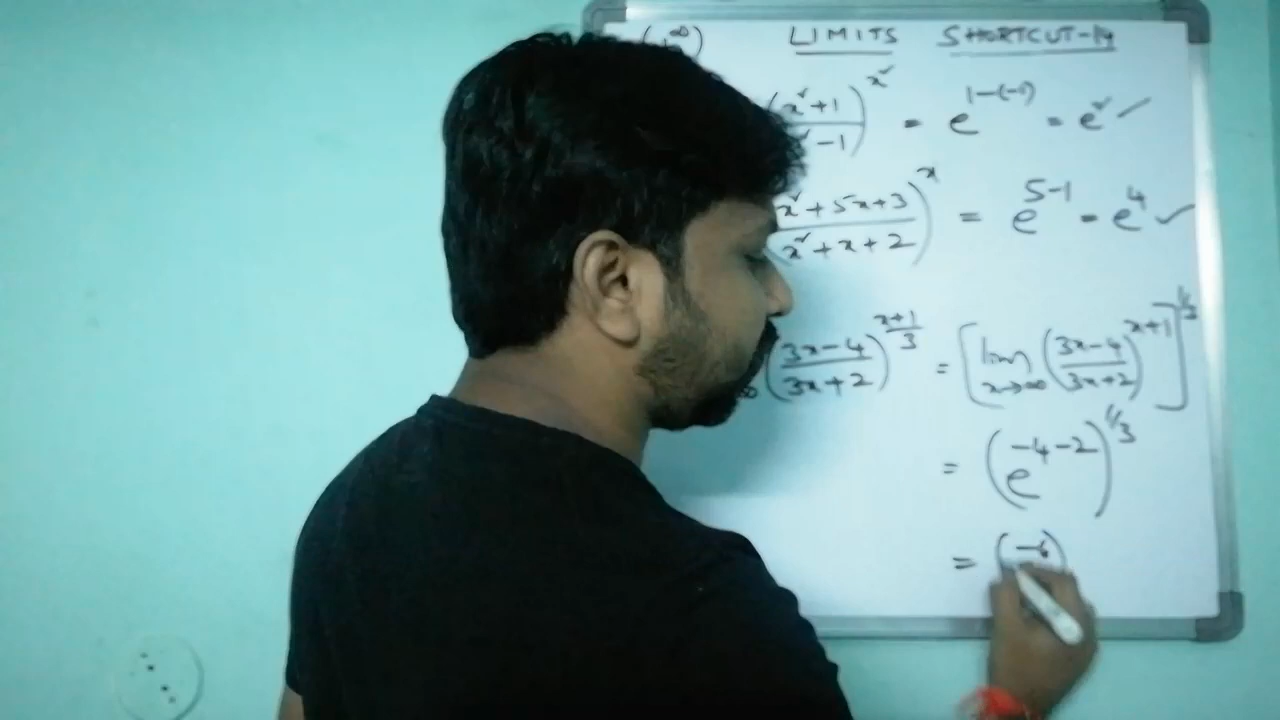 (1^∞) LIMITS SHORTCUT-14
(x²+1 / x²-1)^x² = e^1-(-1) = e² ✓
(x²+5x+3 / x²+x+2)^x = e^5-1 = e^4 ✓
∞ (3x-4 / 3x+2)^x+1/3 = [lim x→∞ (3x-4 / 3x+2)^x+1]^1/3
= (e^-4-2)^1/3
= ( -6 )